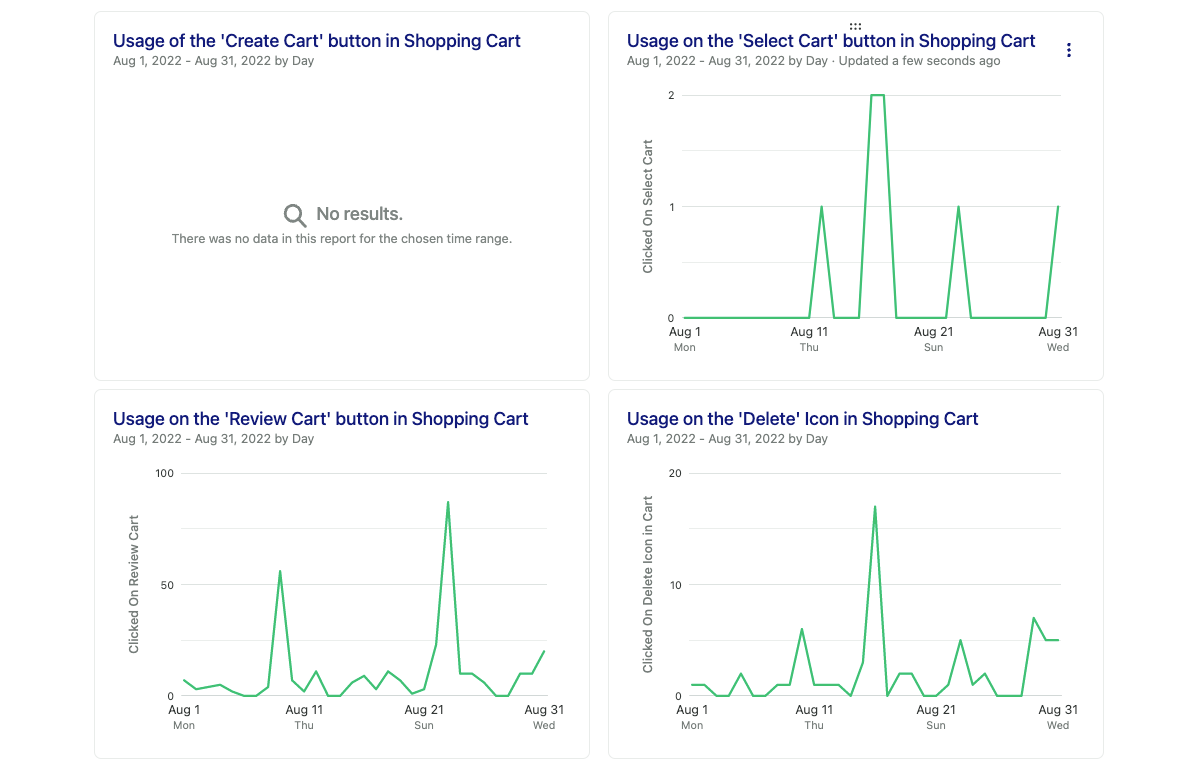 Usage of the 'Create Cart' button in Shopping Cart
Aug 1, 2022 - Aug 31, 2022 by Day
No results.
There was no data in this report for the chosen time range.
Usage on the 'Select Cart' button in Shopping Cart
Aug 1, 2022 - Aug 31, 2022 by Day · Updated a few seconds ago
Clicked On Select Cart
2
1
0
Aug 1 Aug 11 Aug 21 Aug 31
Mon Thu Sun Wed
Usage on the 'Review Cart' button in Shopping Cart
Aug 1, 2022 - Aug 31, 2022 by Day
Clicked On Review Cart
100
50
0
Aug 1 Aug 11 Aug 21 Aug 31
Mon Thu Sun Wed
Usage on the 'Delete' Icon in Shopping Cart
Aug 1, 2022 - Aug 31, 2022 by Day
Clicked On Delete Icon in Cart
20
10
0
Aug 1 Aug 11 Aug 21 Aug 31
Mon Thu Sun Wed